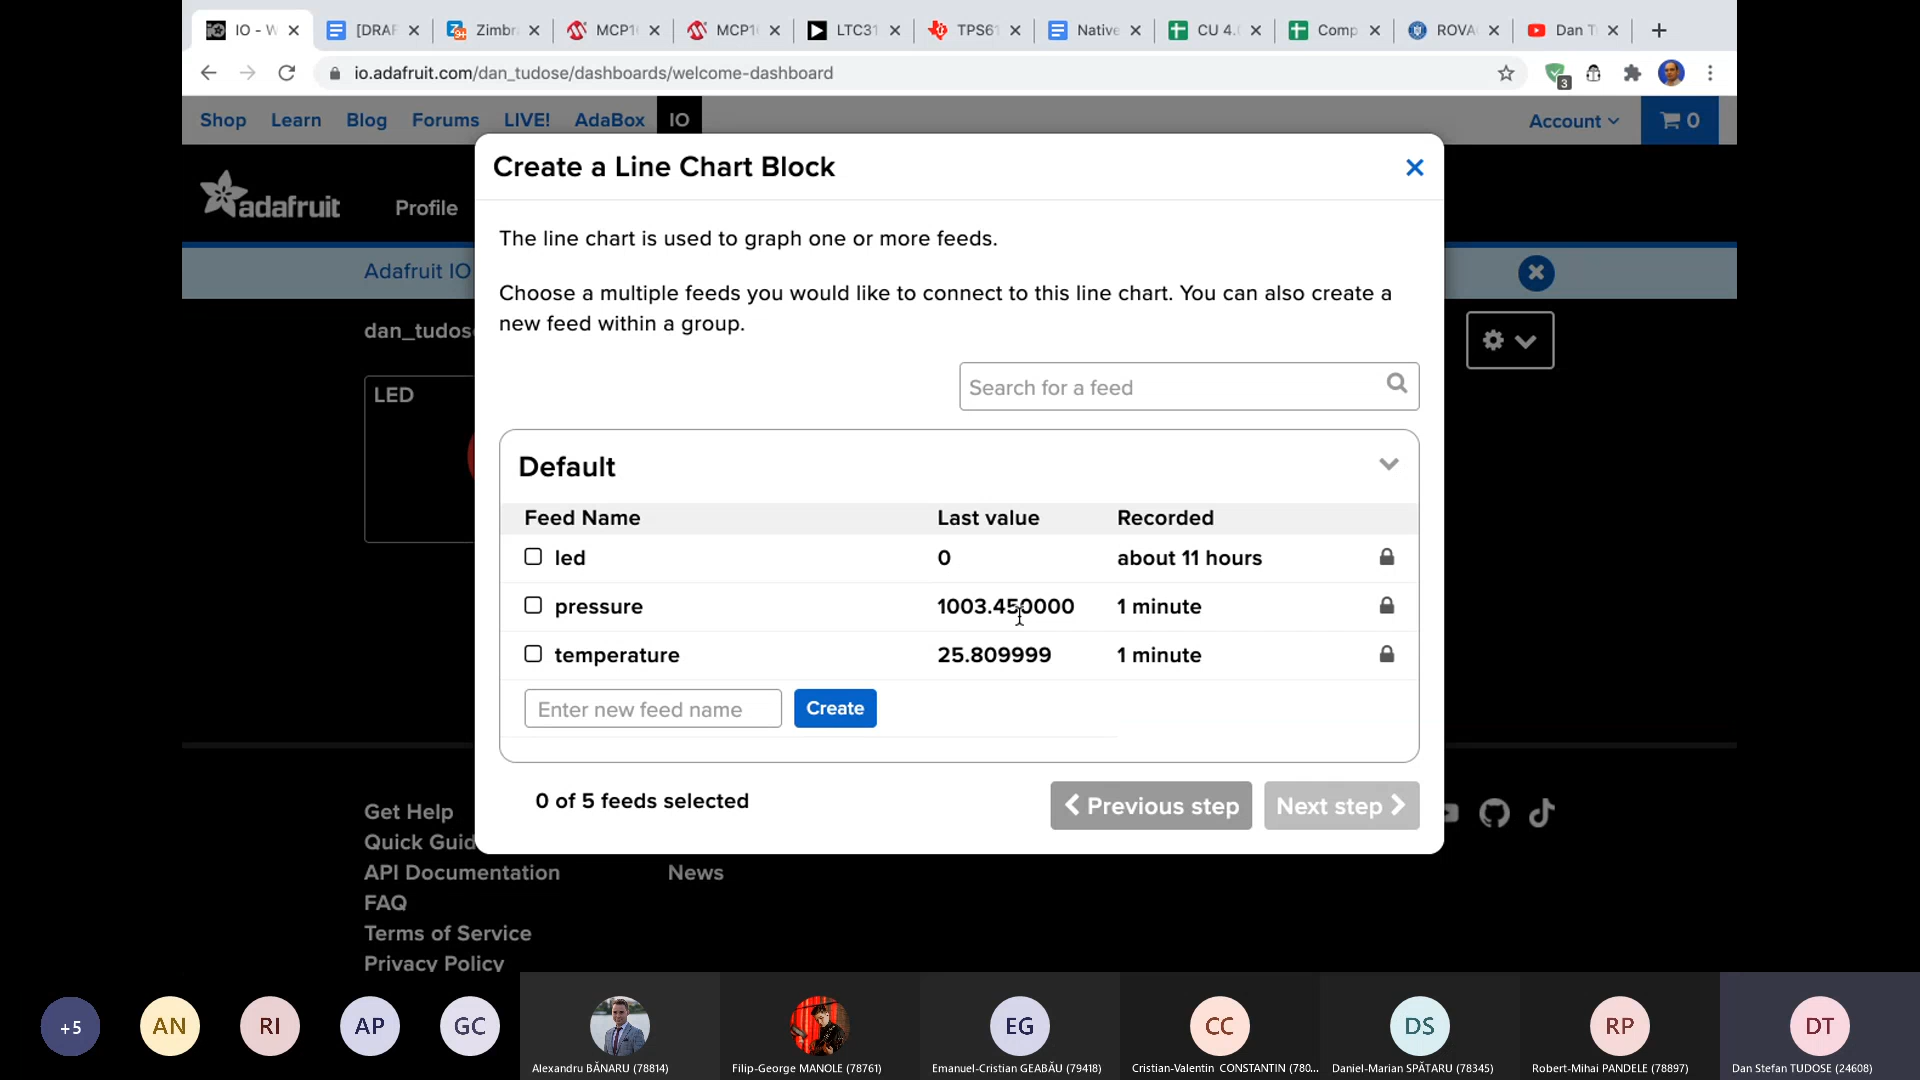 IO - W
[DRAF
Zimbr
MCP1
MCP1
LTC31
TPS61
Native
CU 4.
Comp
ROVA
Dan T
io.adafruit.com/dan_tudose/dashboards/welcome-dashboard
3
Shop Learn Blog Forums LIVE! AdaBox IO
Account
0
adafruit
Profile
Adafruit IO
dan_tudose
LED
Create a Line Chart Block
The line chart is used to graph one or more feeds.
Choose a multiple feeds you would like to connect to this line chart. You can also create a
new feed within a group.
Search for a feed
Default
Feed Name Last value Recorded
led 0 about 11 hours
pressure 1003.450000 1 minute
temperature 25.809999 1 minute
Enter new feed name Create
0 of 5 feeds selected
Previous step Next step
Get Help
Quick Guid
API Documentation
FAQ
Terms of Service
Privacy Policy
News
+5
AN
RI
AP
GC
EG
CC
DS
RP
DT
Alexandru BĂNARU (78814)
Filip-George MANOLE (78761)
Emanuel-Cristian GEABĂU (79418)
Cristian-Valentin CONSTANTIN (780...
Daniel-Marian SPĂTARU (78345)
Robert-Mihai PANDELE (78897)
Dan Stefan TUDOSE (24608)